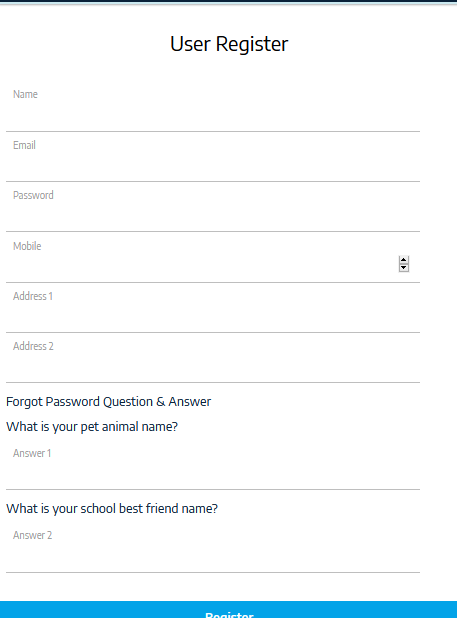 User Register
Name
Email
Password
Mobile
Address 1
Address 2
Forgot Password Question & Answer
What is your pet animal name?
Answer 1
What is your school best friend name?
Answer 2
Register